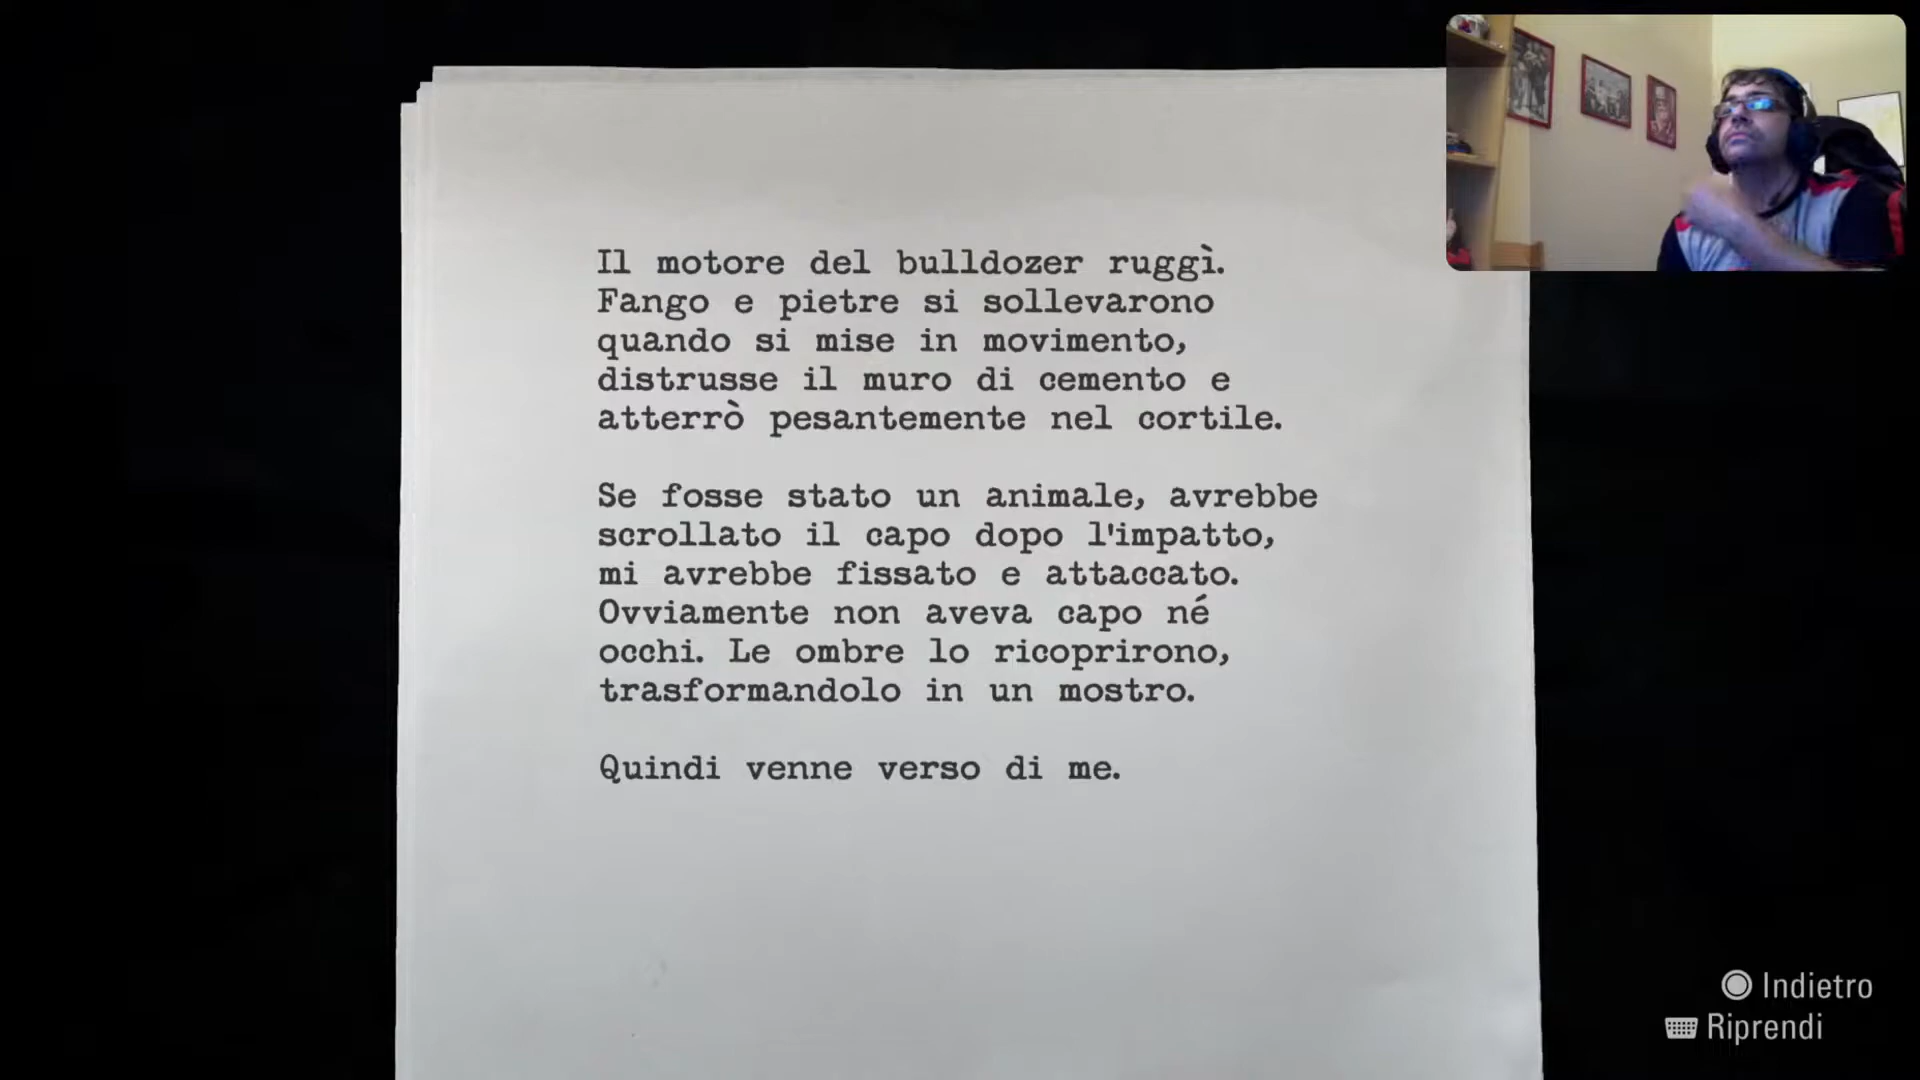 Il motore del bulldozer ruggì.
Fango e pietre si sollevarono
quando si mise in movimento,
distrusse il muro di cemento e
atterrò pesantemente nel cortile.
Se fosse stato un animale, avrebbe
scrollato il capo dopo l'impatto,
mi avrebbe fissato e attaccato.
Ovviamente non aveva capo né
occhi. Le ombre lo ricoprirono,
trasformandolo in un mostro.
Quindi venne verso di me.
Indietro
Riprendi